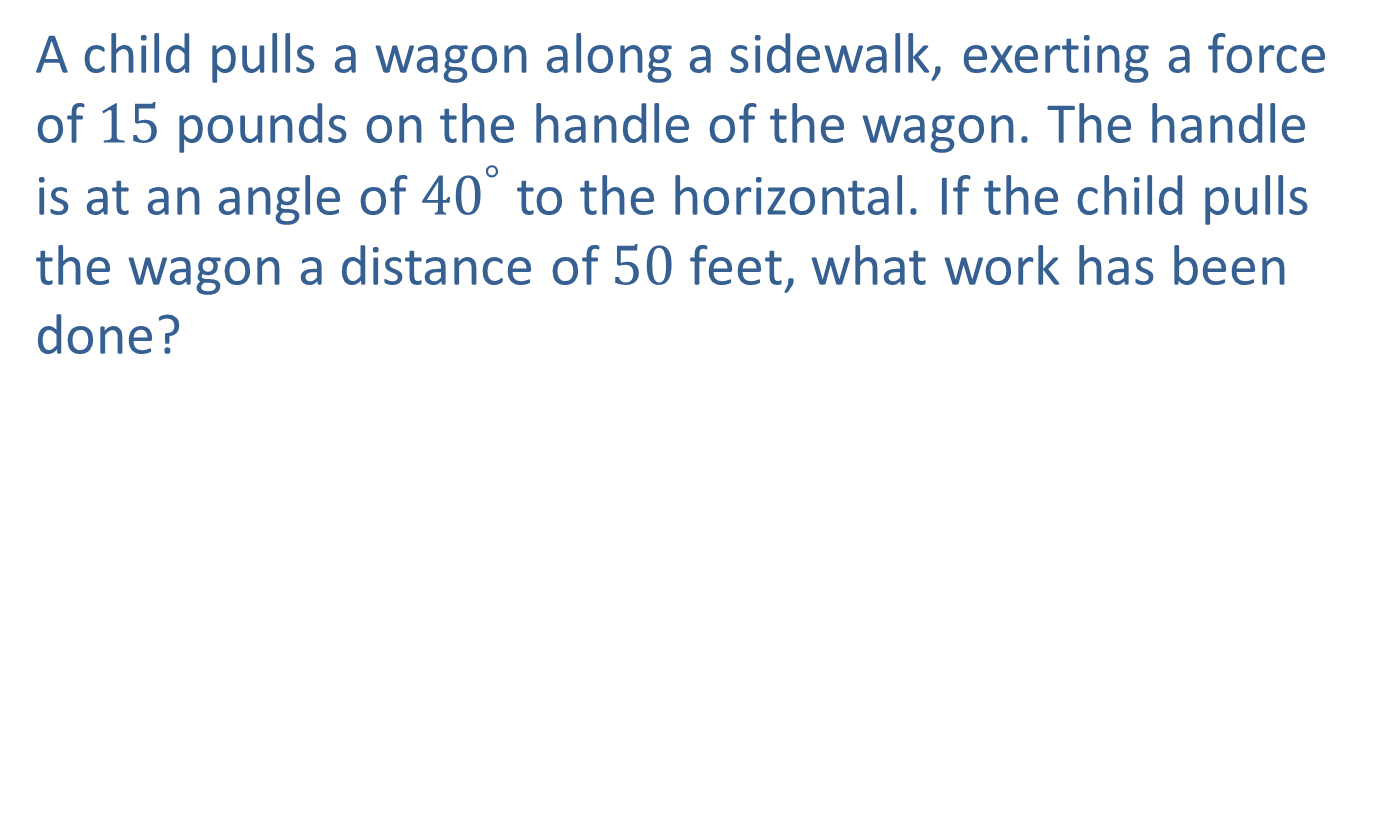 A child pulls a wagon along a sidewalk, exerting a force
of 15 pounds on the handle of the wagon. The handle
is at an angle of 40° to the horizontal. If the child pulls
the wagon a distance of 50 feet, what work has been
done?